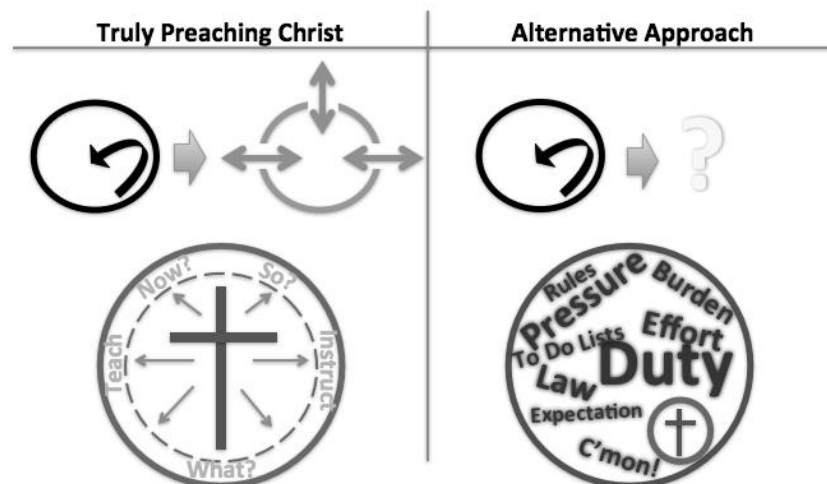 Truly Preaching Christ
Alternative Approach
?
Now?
So?
Teach
Instruct
What?
Rules
Pressure
Burden
To Do Lists
Effort
Duty
Law
Expectation
C'mon!